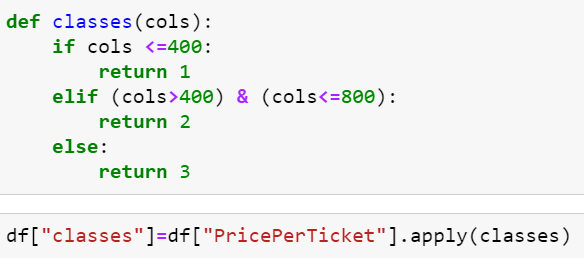 def classes(cols):
    if cols <=400:
        return 1
    elif (cols>400) & (cols<=800):
        return 2
    else:
        return 3
df["classes"]=df["PricePerTicket"].apply(classes)